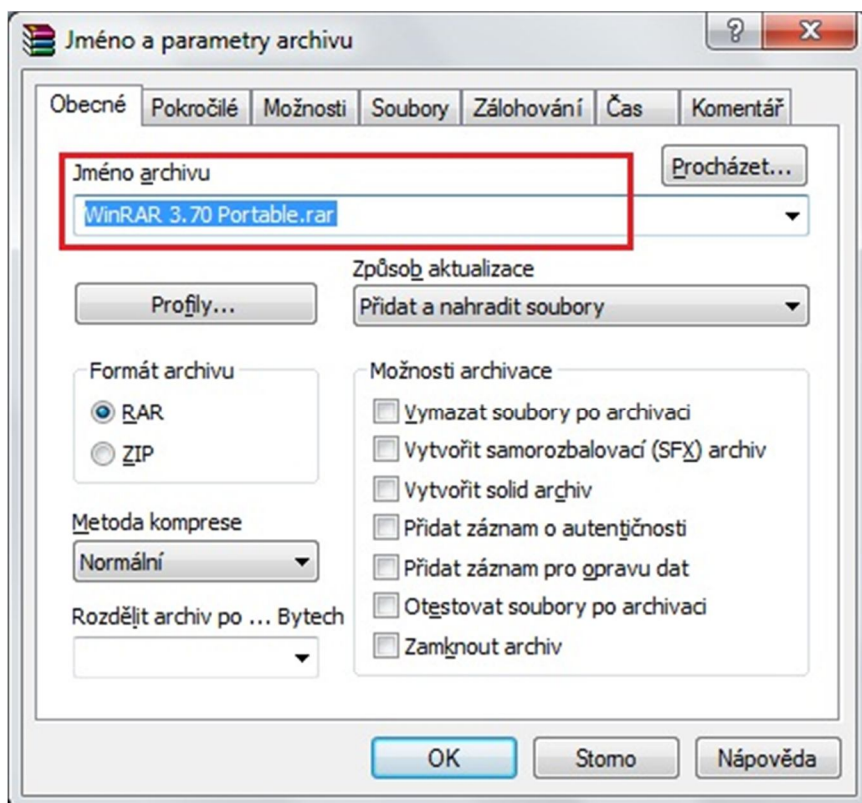 Jméno a parametry archivu
Obecné Pokročilé Možnosti Soubory Zálohování Čas Komentář
Jméno archivu
Procházet...
WinRAR 3.70 Portable.rar
Způsob aktualizace
Profily...
Přidat a nahradit soubory
Formát archivu
RAR
ZIP
Metoda komprese
Normální
Rozdělit archiv po ... Bytech
Možnosti archivace
Vymazat soubory po archivaci
Vytvořit samorozbalovací (SFX) archiv
Vytvořit solid archiv
Přidat záznam o autentičnosti
Přidat záznam pro opravu dat
Otestovat soubory po archivaci
Zamknout archiv
OK Storno Nápověda